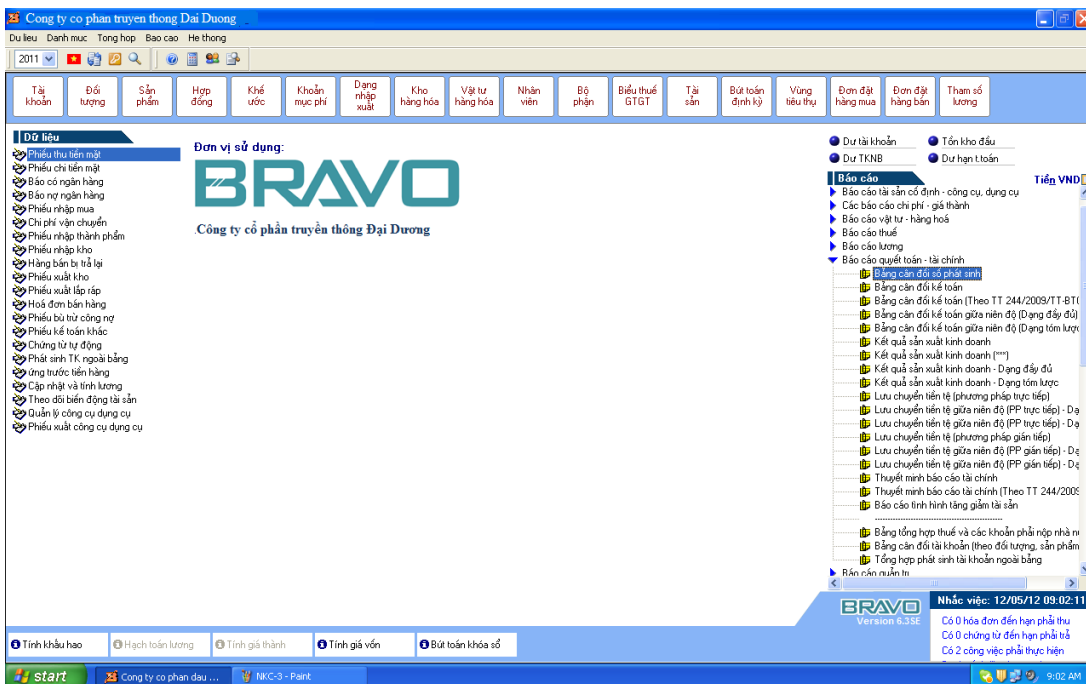 Cong ty co phan truyen thong Dai Duong
Du lieu Danh muc Tong hop Bao cao He thong
2011
Tài khoản
Đối tượng
Sản phẩm
Hợp đồng
Khế ước
Khoản mục phí
Dạng nhập xuất
Kho hàng hóa
Vật tư hàng hóa
Nhân viên
Bộ phận
Biểu thuế GTGT
Tài sản
Bút toán định kỳ
Vùng tiêu thụ
Đơn đặt hàng mua
Đơn đặt hàng bán
Tham số lương
Dữ liệu
Phiếu thu tiền mặt
Phiếu chi tiền mặt
Báo có ngân hàng
Báo nợ ngân hàng
Phiếu nhập mua
Chi phí vận chuyển
Phiếu nhập thành phẩm
Phiếu nhập kho
Hàng bán bị trả lại
Phiếu xuất kho
Phiếu xuất lắp ráp
Hoá đơn bán hàng
Phiếu bù trừ công nợ
Phiếu kế toán khác
Chứng từ tự động
Phát sinh TK ngoài bảng
ứng trước tiền hàng
Cập nhật và tính lương
Theo dõi biến động tài sản
Quản lý công cụ dụng cụ
Phiếu xuất công cụ dụng cụ
Đơn vị sử dụng:
BRAVO
.Công ty cổ phần truyền thông Đại Dương
Dư tài khoản Tồn kho đầu
Dư TKNB Dư hạn t.toán
Báo cáo Tiền VND
Báo cáo tài sản cố định - công cụ, dụng cụ
Các báo cáo chi phí - giá thành
Báo cáo vật tư - hàng hoá
Báo cáo thuế
Báo cáo lương
Báo cáo quyết toán - tài chính
Bảng cân đối số phát sinh
Bảng cân đối kế toán
Bảng cân đối kế toán (Theo TT 244/2009/TT-BT
Bảng cân đối kế toán giữa niên độ (Dạng đầy đủ)
Bảng cân đối kế toán giữa niên độ (Dạng tóm lược
Kết quả sản xuất kinh doanh
Kết quả sản xuất kinh doanh (***)
Kết quả sản xuất kinh doanh - Dạng đầy đủ
Kết quả sản xuất kinh doanh - Dạng tóm lược
Lưu chuyển tiền tệ (phương pháp trực tiếp)
Lưu chuyển tiền tệ giữa niên độ (PP trực tiếp) - Dạ
Lưu chuyển tiền tệ giữa niên độ (PP trực tiếp) - Dạ
Lưu chuyển tiền tệ (phương pháp gián tiếp)
Lưu chuyển tiền tệ giữa niên độ (PP gián tiếp) - Dạ
Lưu chuyển tiền tệ giữa niên độ (PP gián tiếp) - Dạ
Thuyết minh báo cáo tài chính
Thuyết minh báo cáo tài chính (Theo TT 244/2009
Báo cáo tình hình tăng giảm tài sản
Bảng tổng hợp thuế và các khoản phải nộp nhà n
Bảng cân đối tài khoản (theo đối tượng, sản phẩm
Tổng hợp phát sinh tài khoản ngoài bảng
Báo cáo quản trị
BRAVO
Version 6.3SE
Nhắc việc: 12/05/12 09:02:11
Có 0 hóa đơn đến hạn phải thu
Có 0 chứng từ đến hạn phải trả
Có 2 công việc phải thực hiện
Tính khấu hao Hạch toán lương Tính giá thành Tính giá vốn Bút toán khóa sổ
start Cong ty co phan dau ... NKC-3 - Paint 9:02 AM